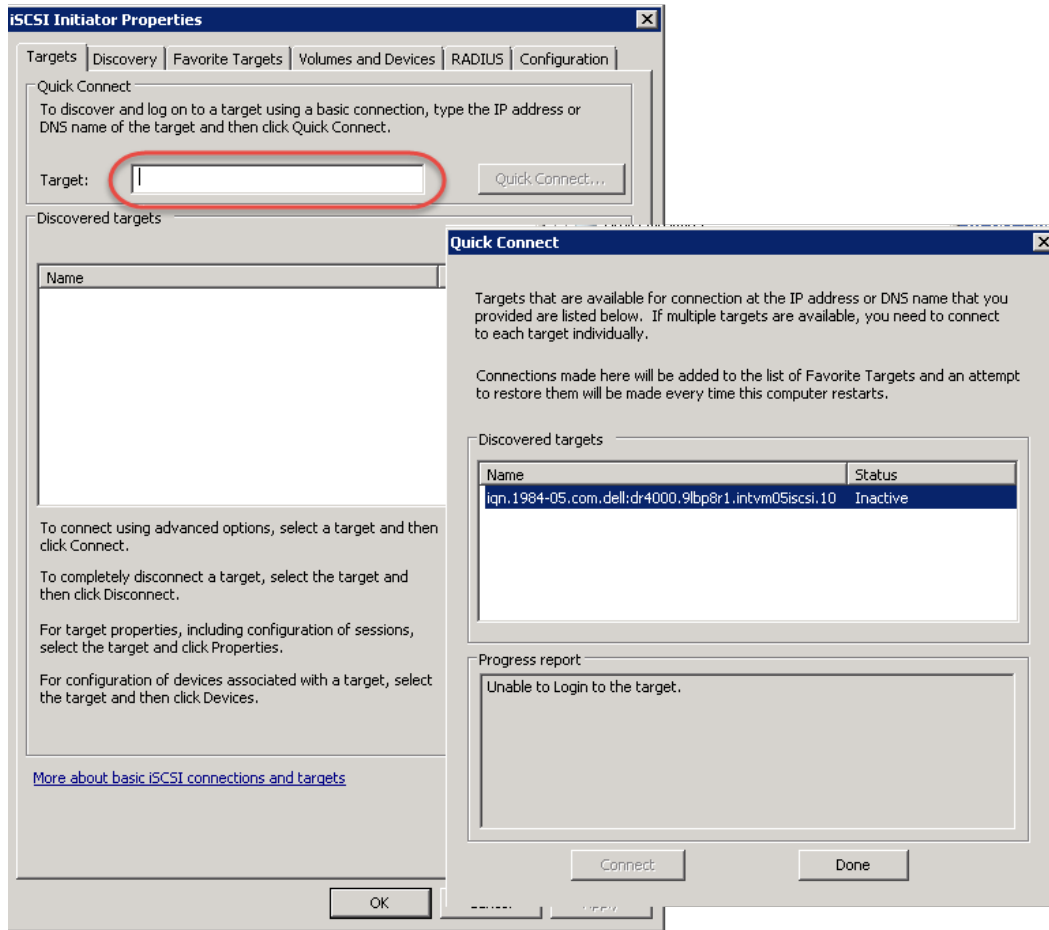 iSCSI Initiator Properties
Targets
Discovery
Favorite Targets
Volumes and Devices
RADIUS
Configuration
Quick Connect
To discover and log on to a target using a basic connection, type the IP address or
DNS name of the target and then click Quick Connect.
Target:
Quick Connect...
Discovered targets
Name
To connect using advanced options, select a target and then
click Connect.
To completely disconnect a target, select the target and
then click Disconnect.
For target properties, including configuration of sessions,
select the target and click Properties.
For configuration of devices associated with a target, select
the target and then click Devices.
More about basic iSCSI connections and targets
OK
Quick Connect
Targets that are available for connection at the IP address or DNS name that you
provided are listed below. If multiple targets are available, you need to connect
to each target individually.
Connections made here will be added to the list of Favorite Targets and an attempt
to restore them will be made every time this computer restarts.
Discovered targets
Name
Status
iqn.1984-05.com.dell:dr4000.9lbp8r1.intvm05iscsi.10
Inactive
Progress report
Unable to Login to the target.
Connect
Done